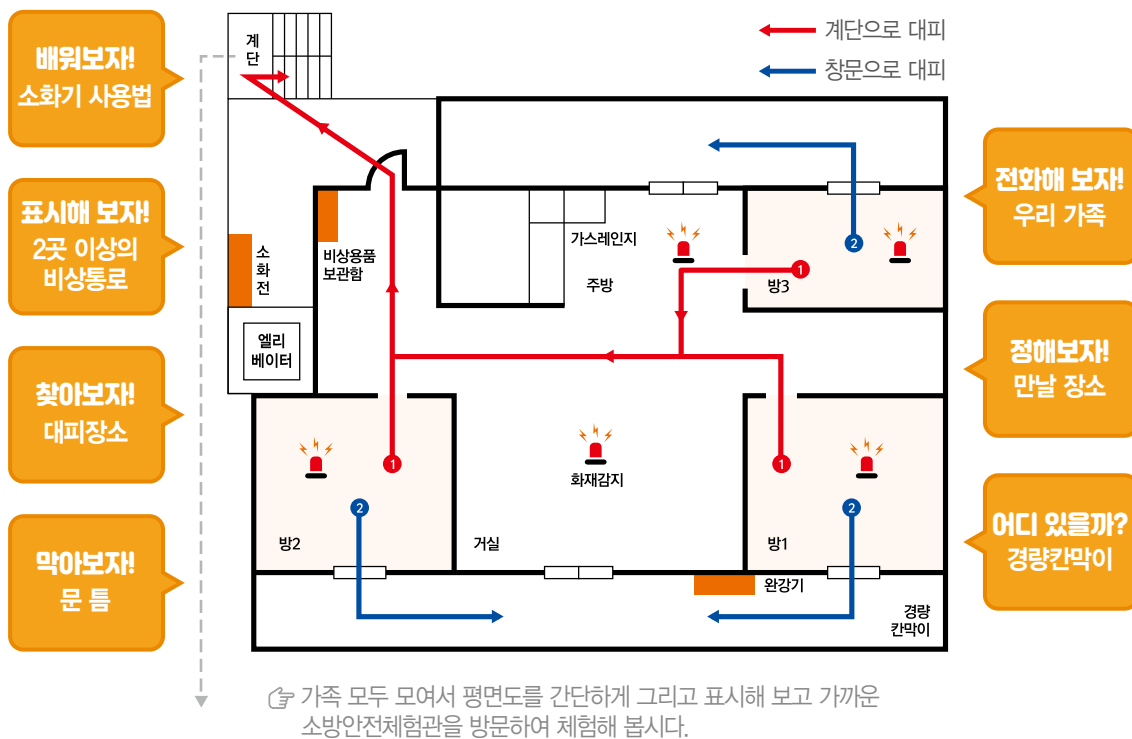 배워보자!
소화기 사용법
표시해 보자!
2곳 이상의
비상통로
찾아보자!
대피장소
막아보자!
문 틈
계단으로 대피
창문으로 대피
계
단
소
화
전
비상용품
보관함
엘리
베이터
가스레인지
주방
2
1
방3
1
2
방2
화재감지
거실
1
2
방1
완강기
경량
칸막이
전화해 보자!
우리 가족
정해보자!
만날 장소
어디 있을까?
경량칸막이
가족 모두 모여서 평면도를 간단하게 그리고 표시해 보고 가까운
소방안전체험관을 방문하여 체험해 봅시다.